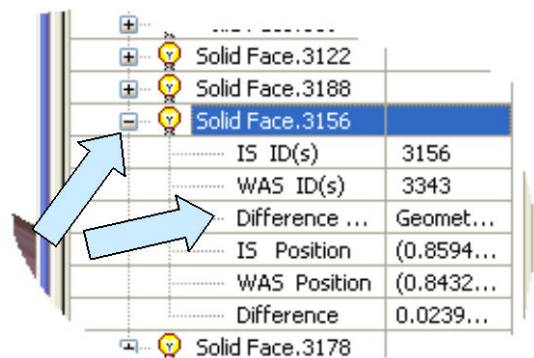 Solid Face.3122
Solid Face.3188
Solid Face.3156
IS ID(s) 3156
WAS ID(s) 3343
Difference ... Geomet...
IS Position (0.8594...
WAS Position (0.8432...
Difference 0.0239...
Solid Face.3178